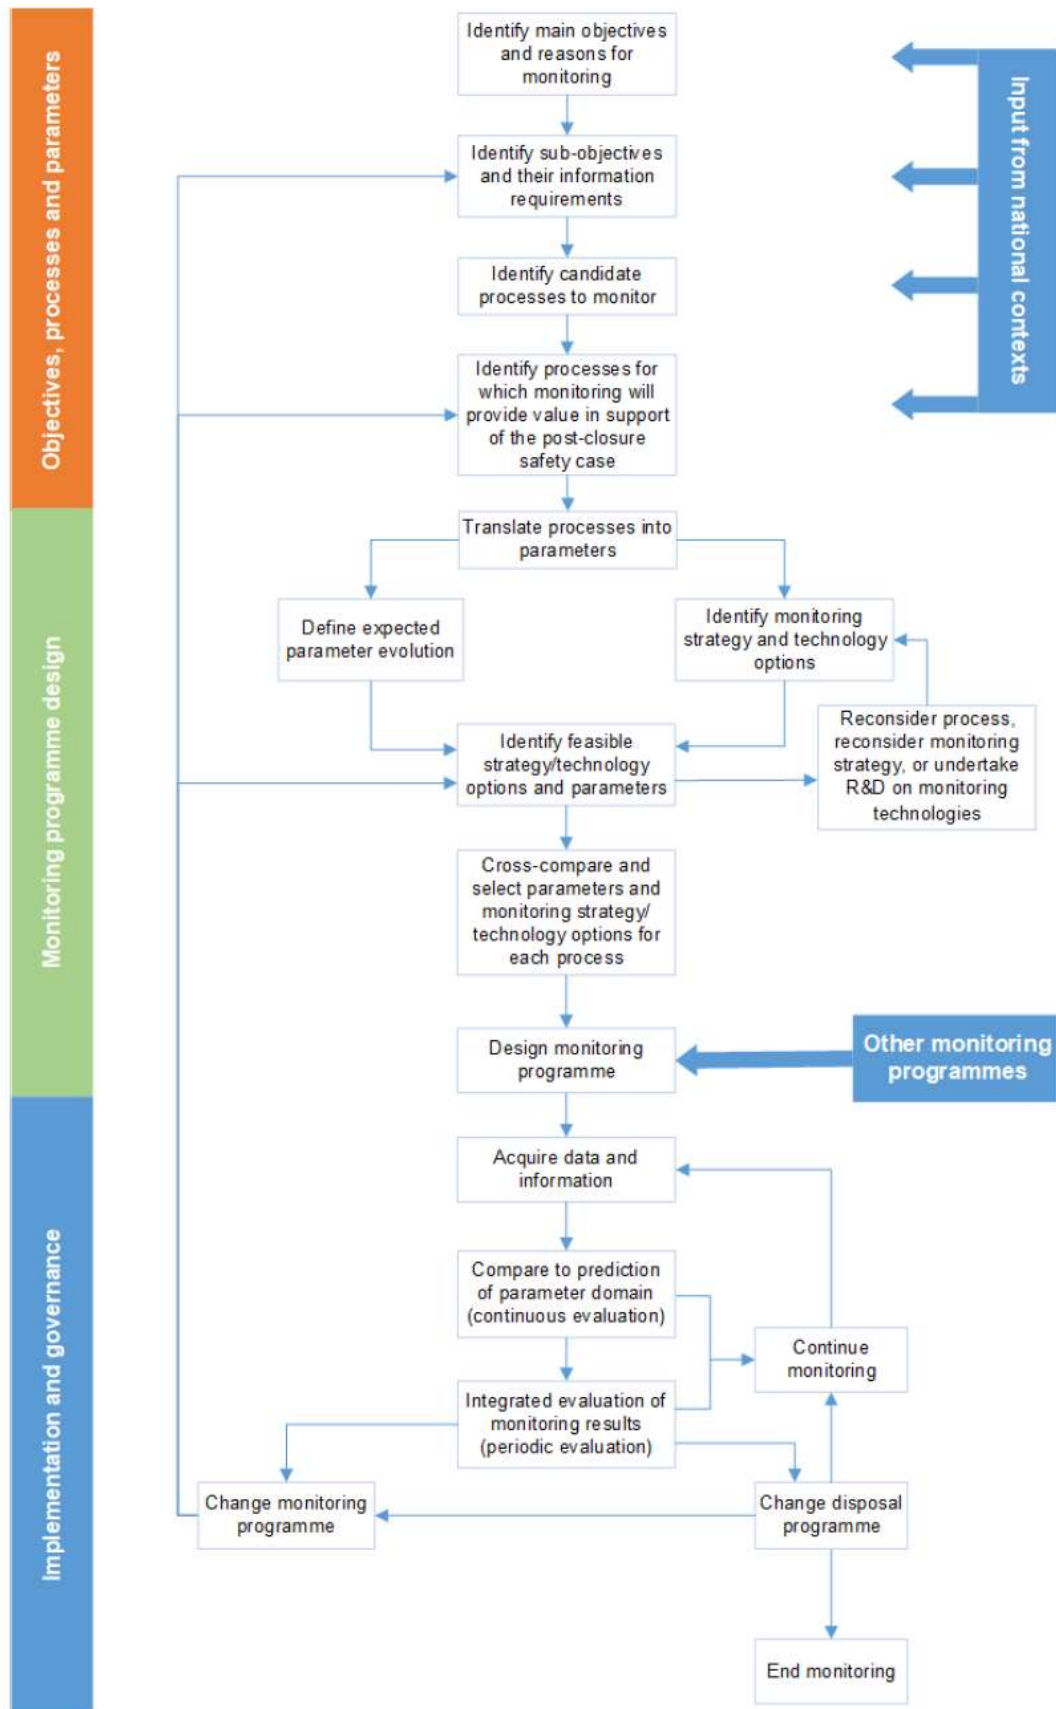 Objectives, processes and parameters
Monitoring programme design
Implementation and governance
Input from national contexts
Identify main objectives
and reasons for
monitoring
Identify sub-objectives
and their information
requirements
Identify candidate
processes to monitor
Identify processes for
which monitoring will
provide value in support
of the post-closure
safety case
Translate processes into
parameters
Define expected
parameter evolution
Identify monitoring
strategy and technology
options
Identify feasible
strategy/technology
options and parameters
Reconsider process,
reconsider monitoring
strategy, or undertake
R&D on monitoring
technologies
Cross-compare and
select parameters and
monitoring strategy/
technology options for
each process
Design monitoring
programme
Other monitoring
programmes
Acquire data and
information
Compare to prediction
of parameter domain
(continuous evaluation)
Continue
monitoring
Integrated evaluation of
monitoring results
(periodic evaluation)
Change monitoring
programme
Change disposal
programme
End monitoring